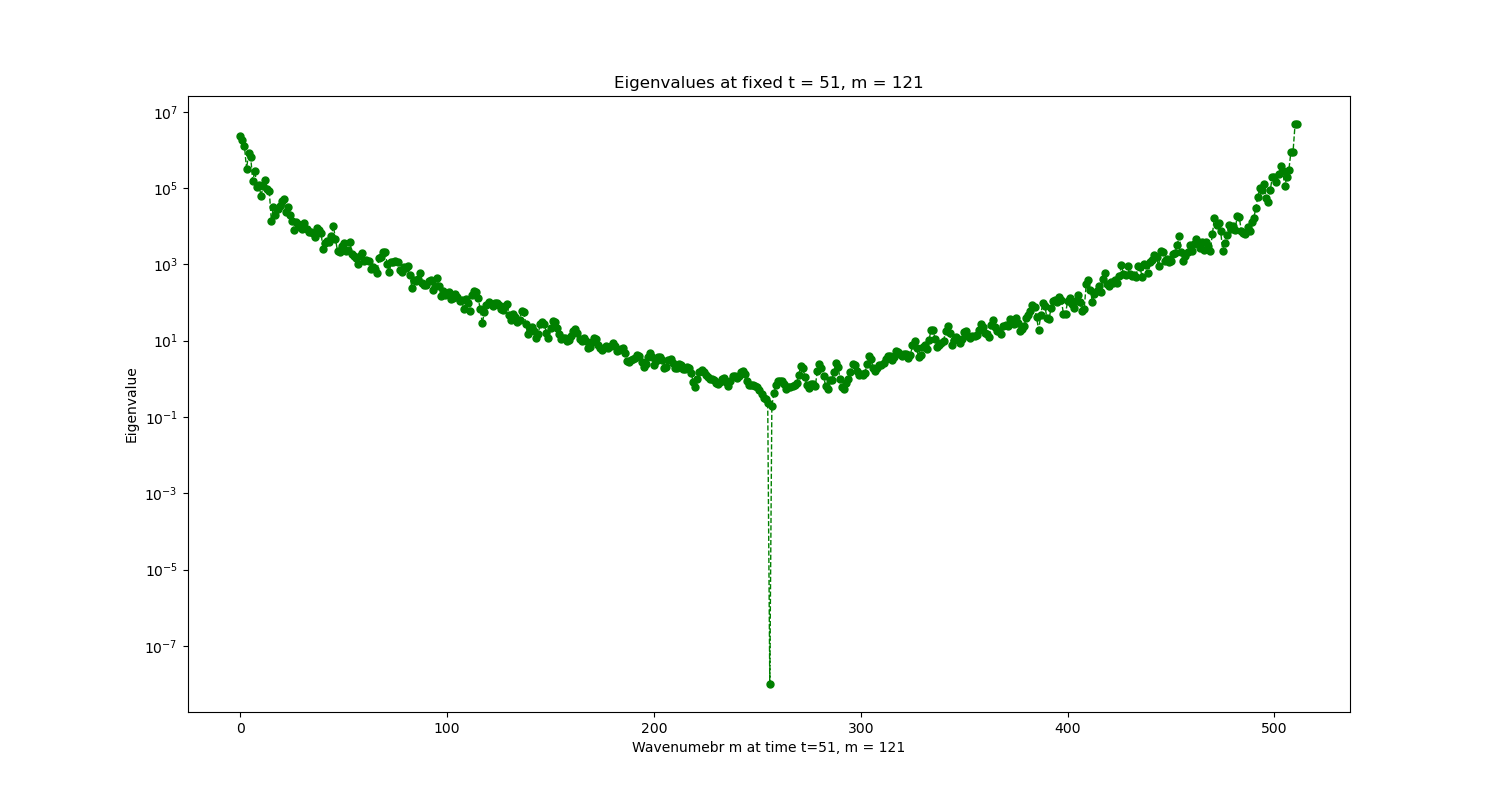 Eigenvalues at fixed t = 51, m = 121
Eigenvalue
10^7
10^5
10^3
10^1
10^-1
10^-3
10^-5
10^-7
0 100 200 300 400 500
Wavenumebr m at time t=51, m = 121